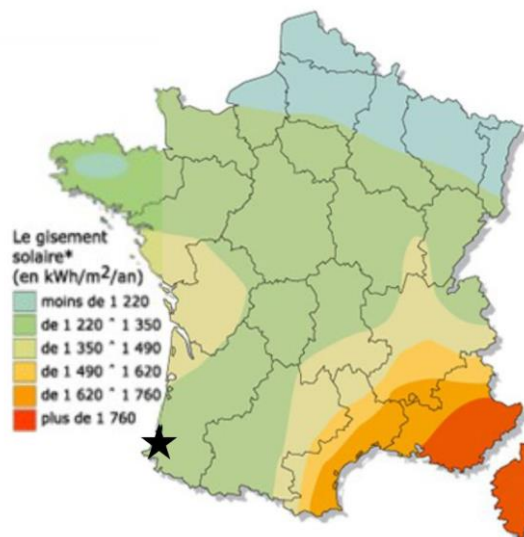 Le gisement
solaire*
(en kWh/m2/an)
moins de 1 220
de 1 220 ˆ 1 350
de 1 350 ˆ 1 490
de 1 490 ˆ 1 620
de 1 620 ˆ 1 760
plus de 1 760